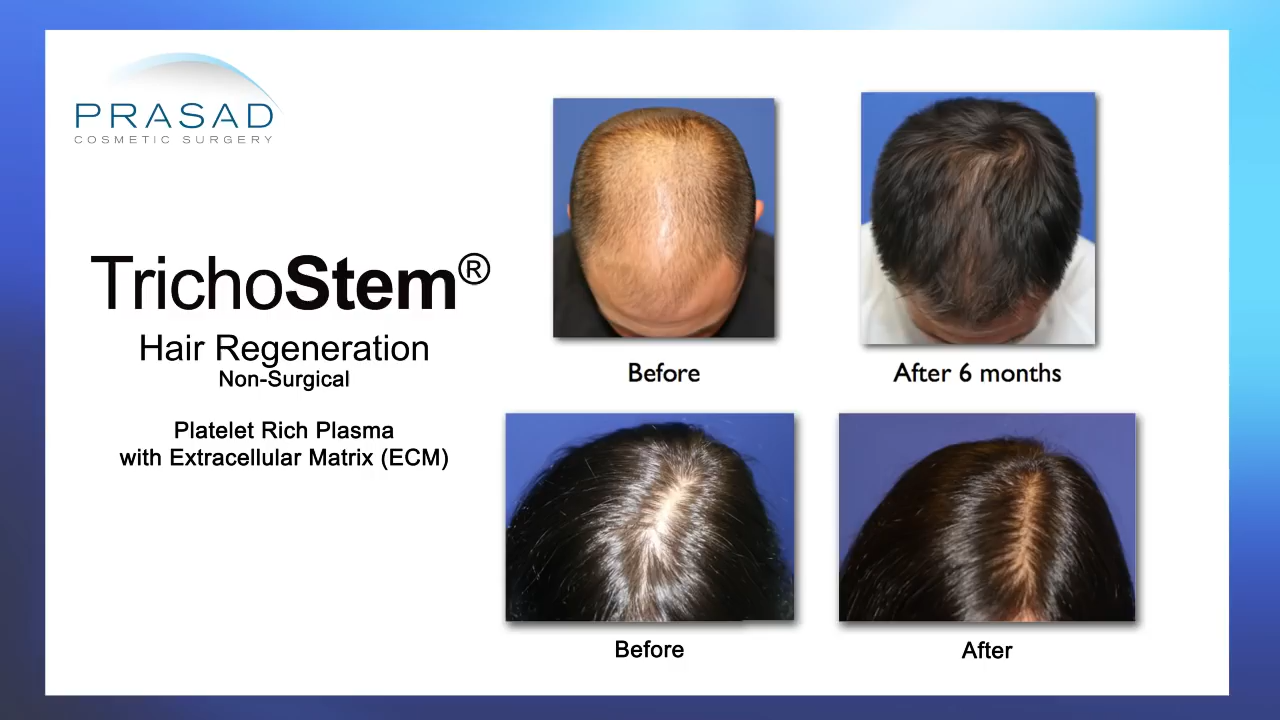 PRASAD
COSMETIC SURGERY
TrichoStem®
Hair Regeneration
Non-Surgical
Platelet Rich Plasma
with Extracellular Matrix (ECM)
Before
After 6 months
Before
After